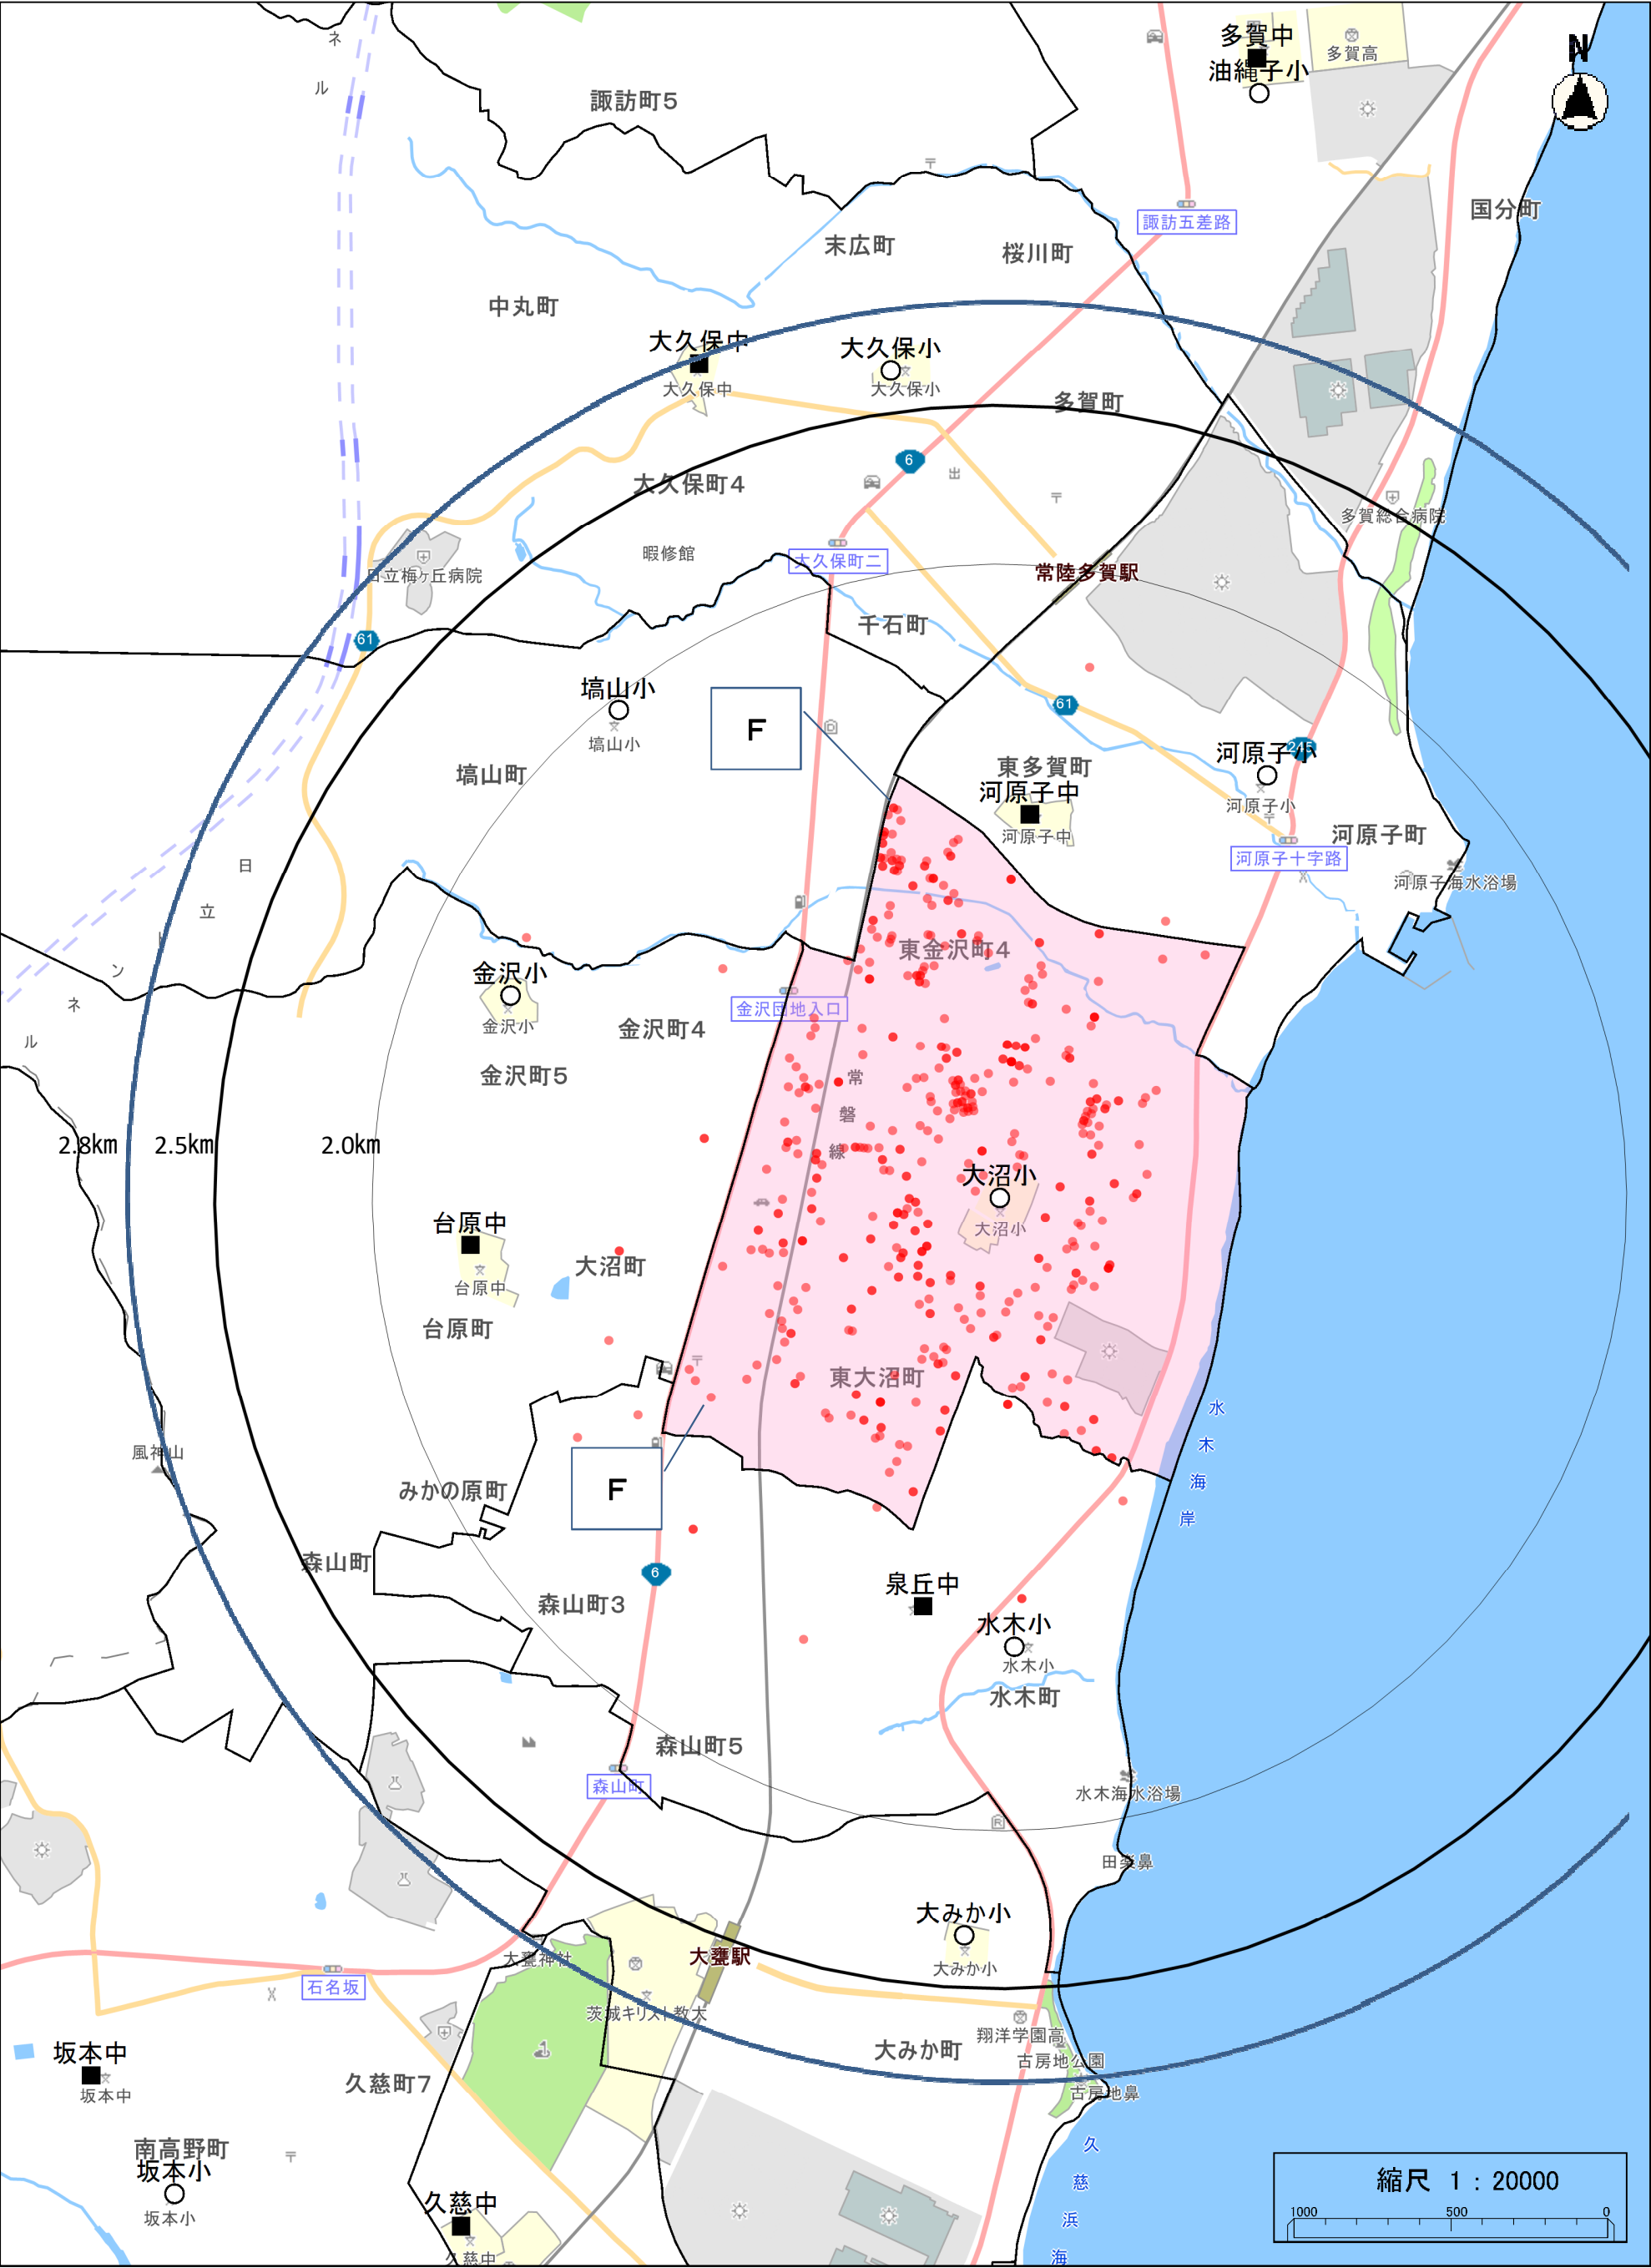 ネ
ル
諏訪町5
多賀中
油縄子小
多賀高
N
諏訪五差路
国分町
末広町
桜川町
中丸町
大久保中
大久保中
大久保小
大久保小
多賀町
6
大久保町4
暇修館
大久保町二
多賀総合病院
日立梅ヶ丘病院
常陸多賀駅
61
千石町
塙山小
塙山小
F
61
245
塙山町
東多賀町
河原子中
河原子中
河原子小
河原子小
河原子町
河原子十字路
河原子海水浴場
日
立
ト
ン
ネ
ル
金沢小
金沢小
東金沢町4
金沢団地入口
金沢町4
金沢町5
常
磐
線
2.8km
2.5km
2.0km
大沼小
大沼小
台原中
台原中
大沼町
台原町
東大沼町
水
木
海
岸
風神山
みかの原町
F
森山町
森山町3
6
泉丘中
水木小
水木小
水木町
森山町5
森山町
水木海水浴場
田楽鼻
大みか小
大みか小
大甕駅
大甕神社
石名坂
茨城キリスト教大
翔洋学園高
大みか町
古房地公園
古房地鼻
坂本中
坂本中
久慈町7
南高野町
坂本小
坂本小
久慈中
久慈中
久
慈
浜
海
縮尺 1：20000
1000 500 0